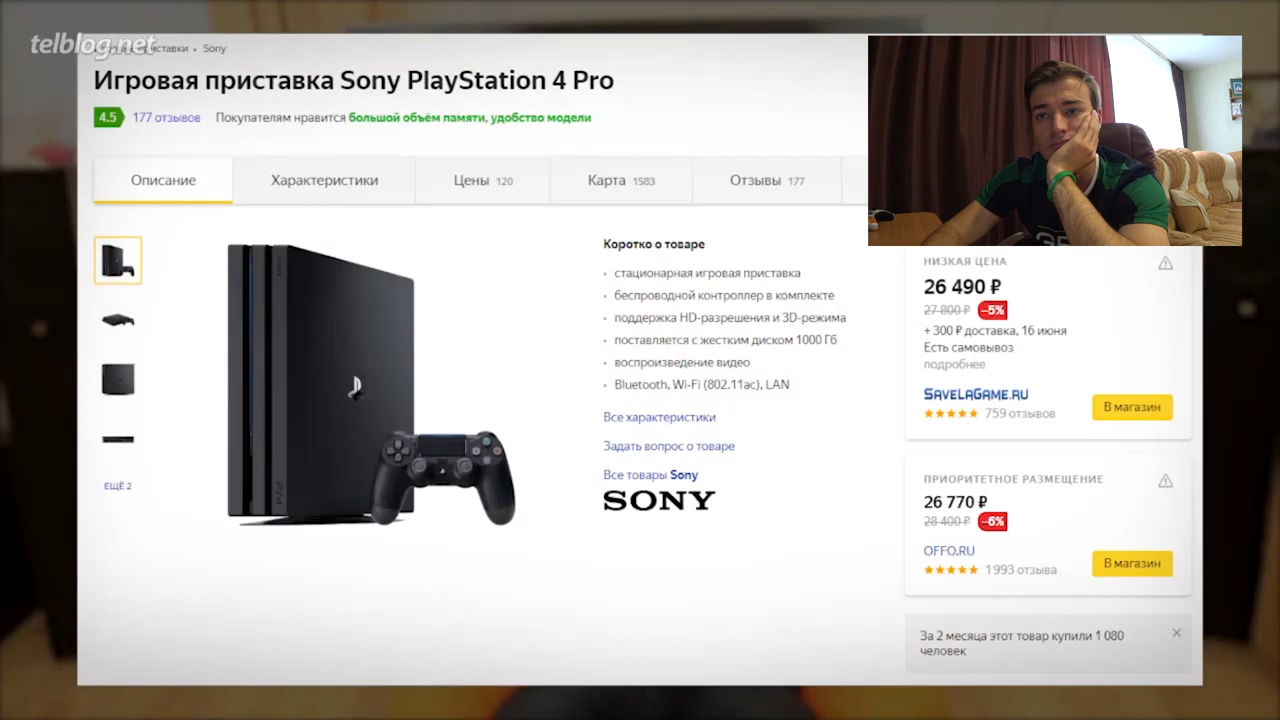 telblog.net
Sony
Игровая приставка Sony PlayStation 4 Pro
4.5 177 отзывов Покупателям нравится большой объём памяти, удобство модели
Описание Характеристики Цены 120 Карта 1583 Отзывы 177
Коротко о товаре
стационарная игровая приставка
беспроводной контроллер в комплекте
поддержка HD-разрешения и 3D-режима
поставляется с жестким диском 1000 Гб
воспроизведение видео
Bluetooth, Wi-Fi (802.11ac), LAN
Все характеристики
Задать вопрос о товаре
Все товары Sony
SONY
ЕЩЁ 2
НИЗКАЯ ЦЕНА
26 490 ₽
27 800 ₽ –5%
+ 300 ₽ доставка, 16 июня
Есть самовывоз
подробнее
SAVELAGAME.RU
759 отзывов
В магазин
ПРИОРИТЕТНОЕ РАЗМЕЩЕНИЕ
26 770 ₽
28 400 ₽ –6%
OFFO.RU
1 993 отзыва
В магазин
За 2 месяца этот товар купили 1 080
человек